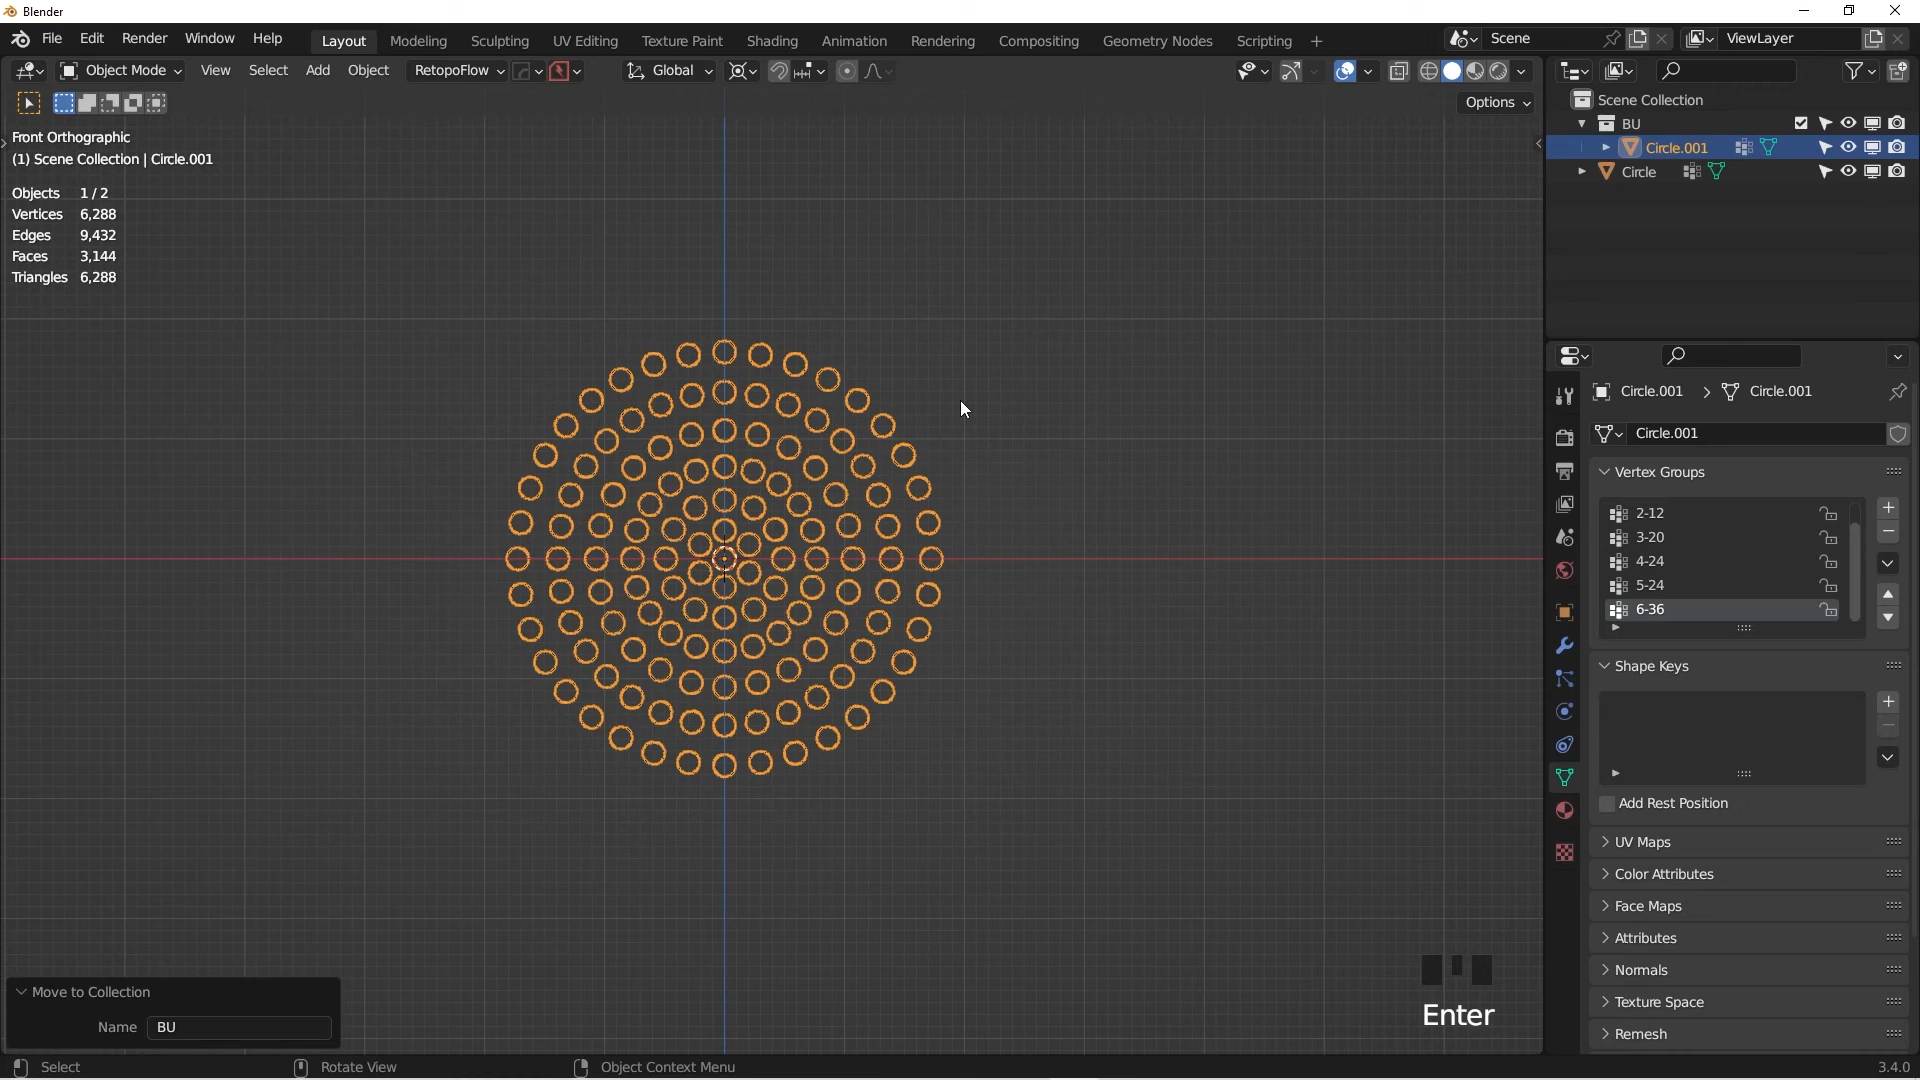 Blender
File Edit Render Window Help Layout Modeling Sculpting UV Editing Texture Paint Shading Animation Rendering Compositing Geometry Nodes Scripting + Scene ViewLayer
Object Mode View Select Add Object RetopoFlow Global
Options
Front Orthographic
(1) Scene Collection | Circle.001
Objects 1 / 2
Vertices 6,288
Edges 9,432
Faces 3,144
Triangles 6,288
Scene Collection
BU
Circle.001
Circle
Circle.001 > Circle.001
Circle.001
Vertex Groups
2-12
3-20
4-24
5-24
6-36
Shape Keys
Add Rest Position
UV Maps
Color Attributes
Face Maps
Attributes
Normals
Texture Space
Remesh
Move to Collection
Name BU
Enter
Select Rotate View Object Context Menu 3.4.0